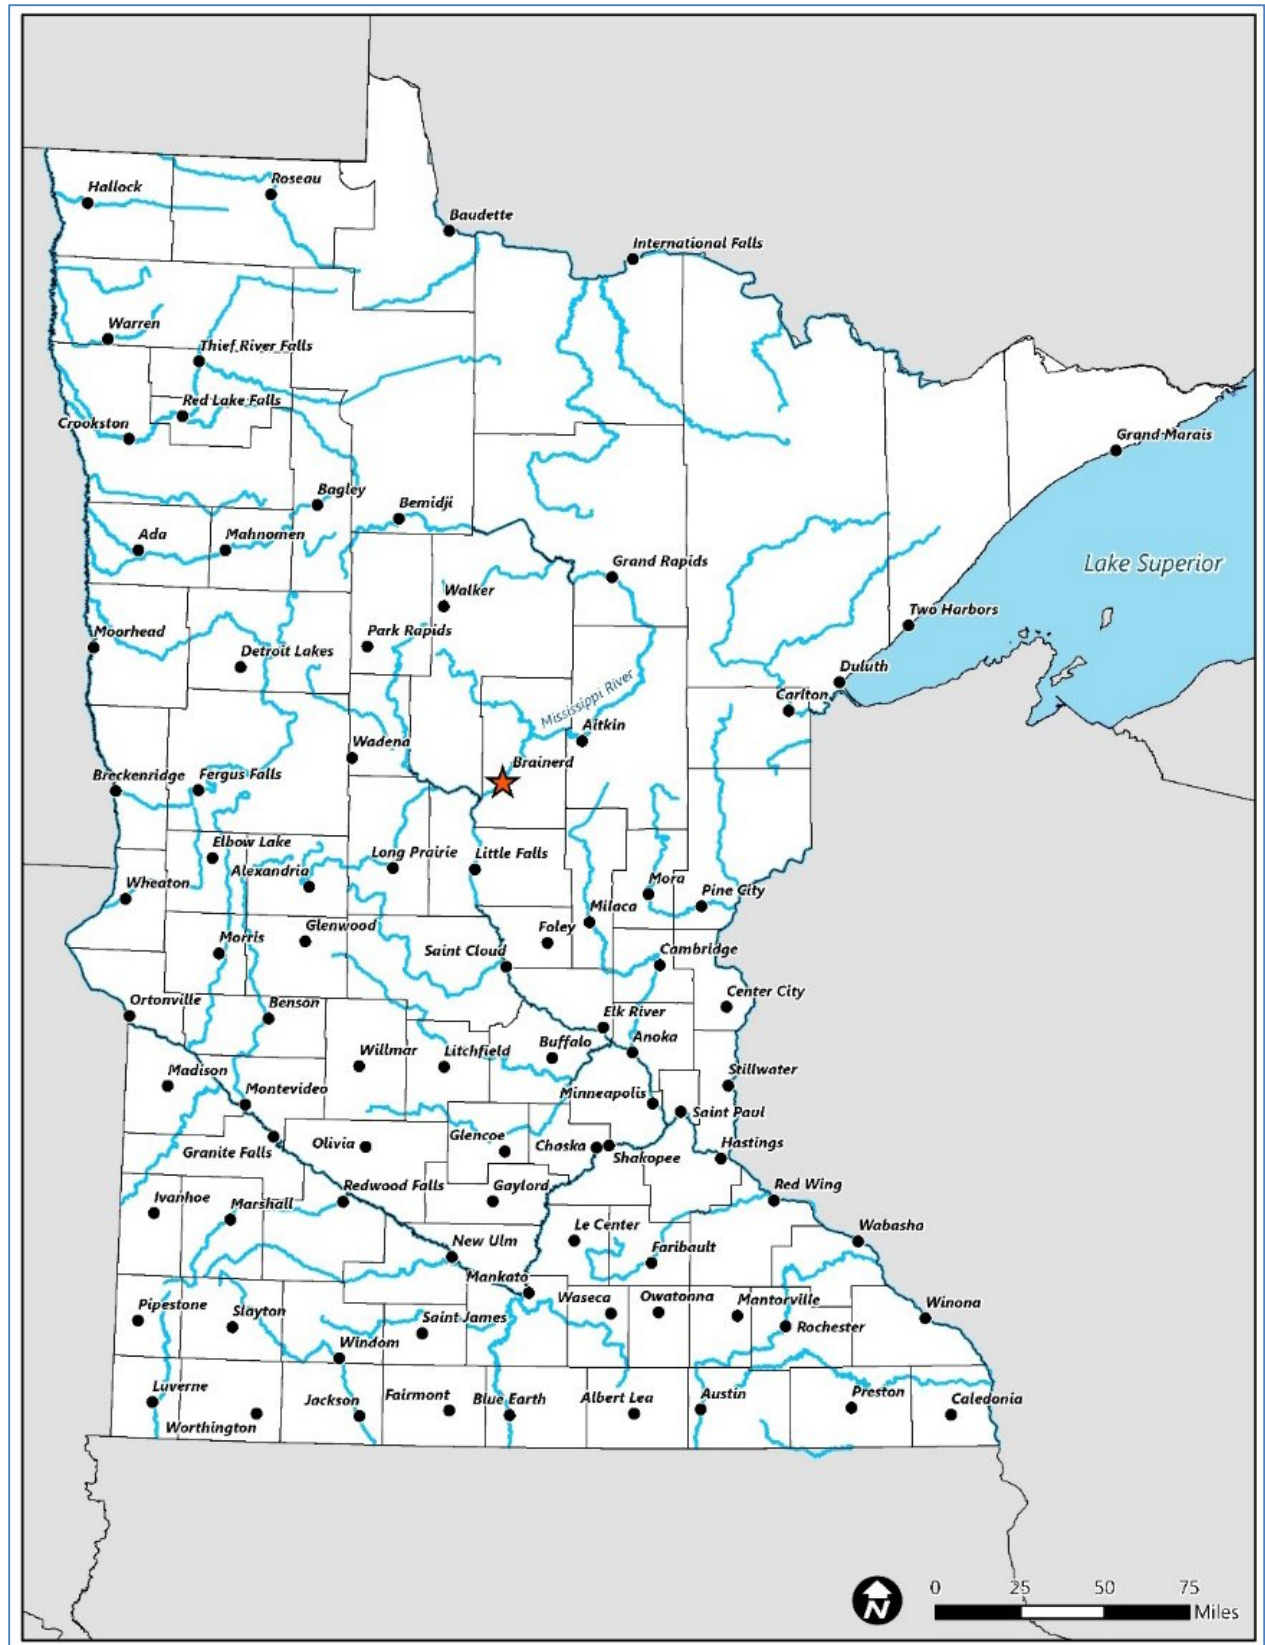 Roseau
Hallock
Baudette
International Falls
Warren
Thief River Falls
Red Lake Falls
Crookston
Grand Marais
Bagley
Bemidji
Ada
Mahnomen
Grand Rapids
Lake Superior
Walker
Two Harbors
Park Rapids
Moorhead
Detroit Lakes
Duluth
Carlton
Mississippi River
Aitkin
Wadena
Brainerd
Breckenridge
Fergus Falls
Elbow Lake
Long Prairie
Little Falls
Alexandria
Wheaton
Mora
Pine City
Milaca
Glenwood
Foley
Morris
Saint Cloud
Cambridge
Center City
Ortonville
Benson
Elk River
Anoka
Buffalo
Willmar
Litchfield
Madison
Stillwater
Montevideo
Minneapolis
Saint Paul
Glencoe
Olivia
Chaska
Hastings
Granite Falls
Shakopee
Redwood Falls
Gaylord
Red Wing
Ivanhoe
Marshall
Le Center
Wabasha
New Ulm
Faribault
Mankato
Waseca
Owatonna
Mantorville
Winona
Pipestone
Slayton
Saint James
Rochester
Windom
Luverne
Worthington
Jackson
Fairmont
Blue Earth
Albert Lea
Austin
Preston
Caledonia
N
0 25 50 75
Miles